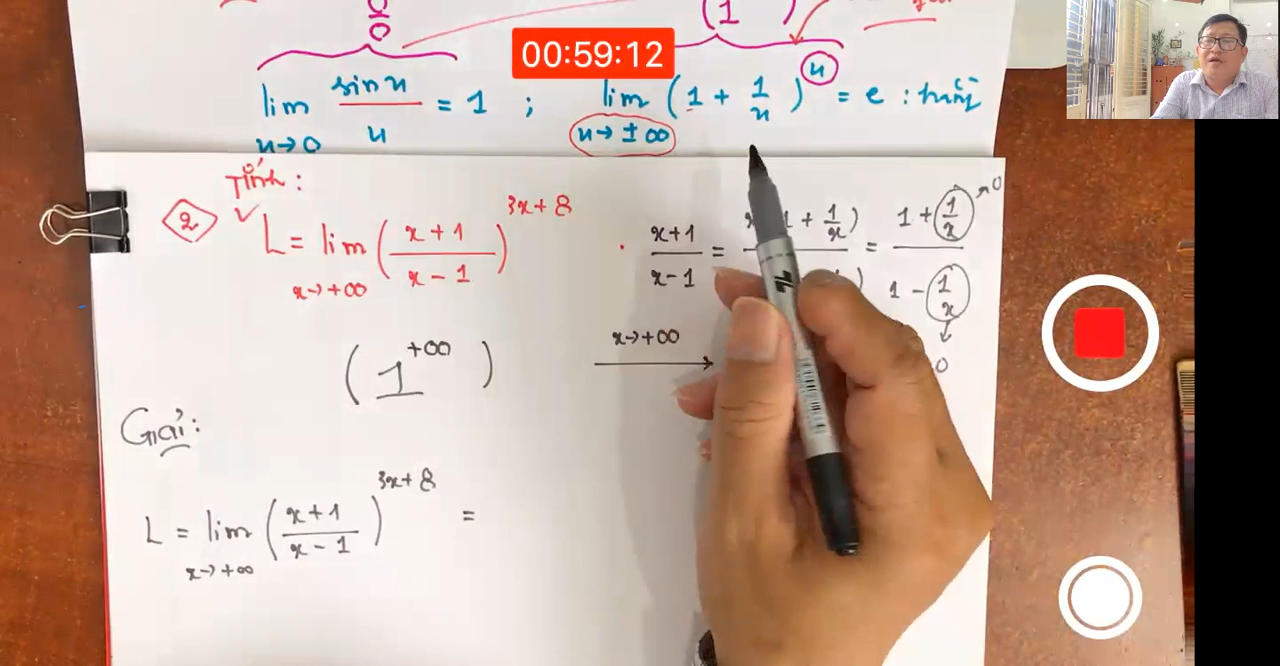 0/0
(1 )
00:59:12
lim u→0 sin u / u = 1 ; lim u→±∞ (1 + 1/u)^u = e :
Tính:
2 L = lim x→+∞ ((x+1)/(x-1))^(3x+8)
(x+1)/(x-1) = + 1/x) = (1 + 1/x)/(1 - 1/x) → 0
(1^+∞) x→+∞ → 0
Giải:
L = lim x→+∞ ((x+1)/(x-1))^(3x+8) =